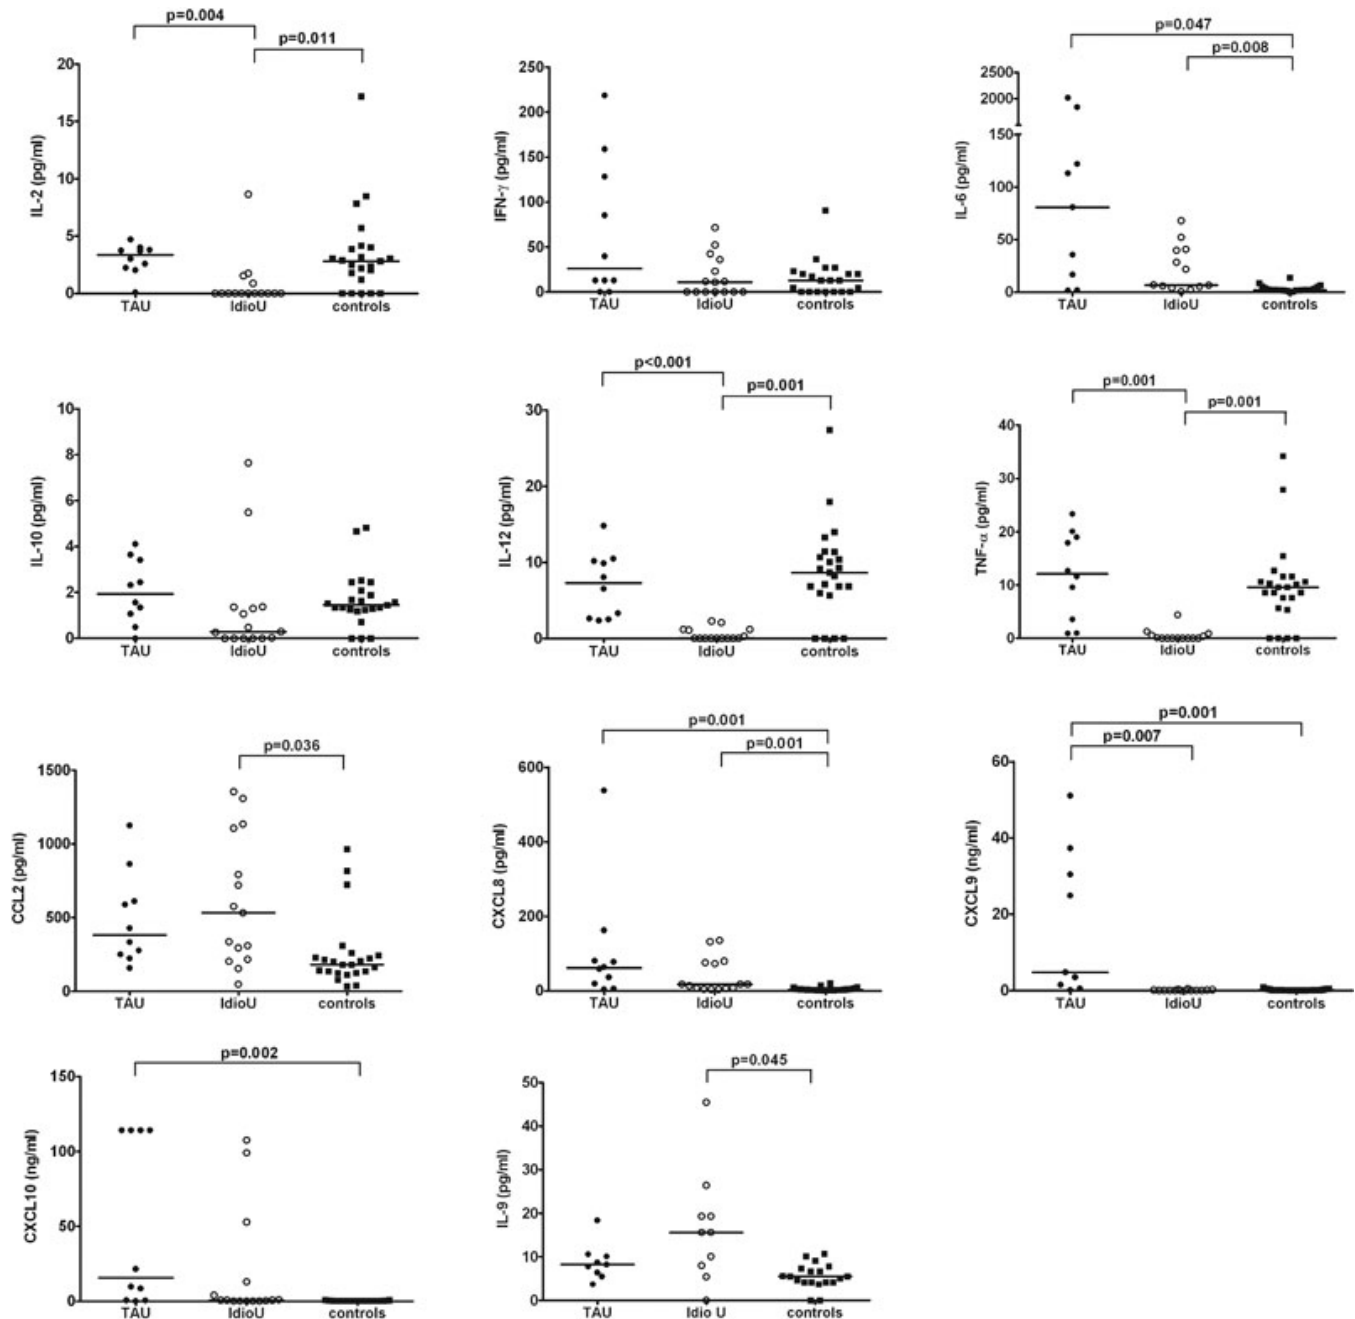 p=0.004
p=0.011
IL-2 (pg/ml)
20
15
10
5
0
TAU IdioU controls
IFN-γ (pg/ml)
250
200
150
100
50
0
TAU IdioU controls
p=0.047
p=0.008
IL-6 (pg/ml)
2500
2000
150
100
50
0
TAU IdioU controls
IL-10 (pg/ml)
10
8
6
4
2
0
TAU IdioU controls
p<0.001
p=0.001
IL-12 (pg/ml)
30
20
10
0
TAU IdioU controls
p=0.001
p=0.001
TNF-α (pg/ml)
40
30
20
10
0
TAU IdioU controls
p=0.036
CCL2 (pg/ml)
1500
1000
500
0
TAU IdioU controls
p=0.001
p=0.001
CXCL8 (pg/ml)
600
400
200
0
TAU IdioU controls
p=0.001
p=0.007
CXCL9 (ng/ml)
60
40
20
0
TAU IdioU controls
p=0.002
CXCL10 (ng/ml)
150
100
50
0
TAU IdioU controls
p=0.045
IL-9 (pg/ml)
50
40
30
20
10
0
TAU Idio U controls